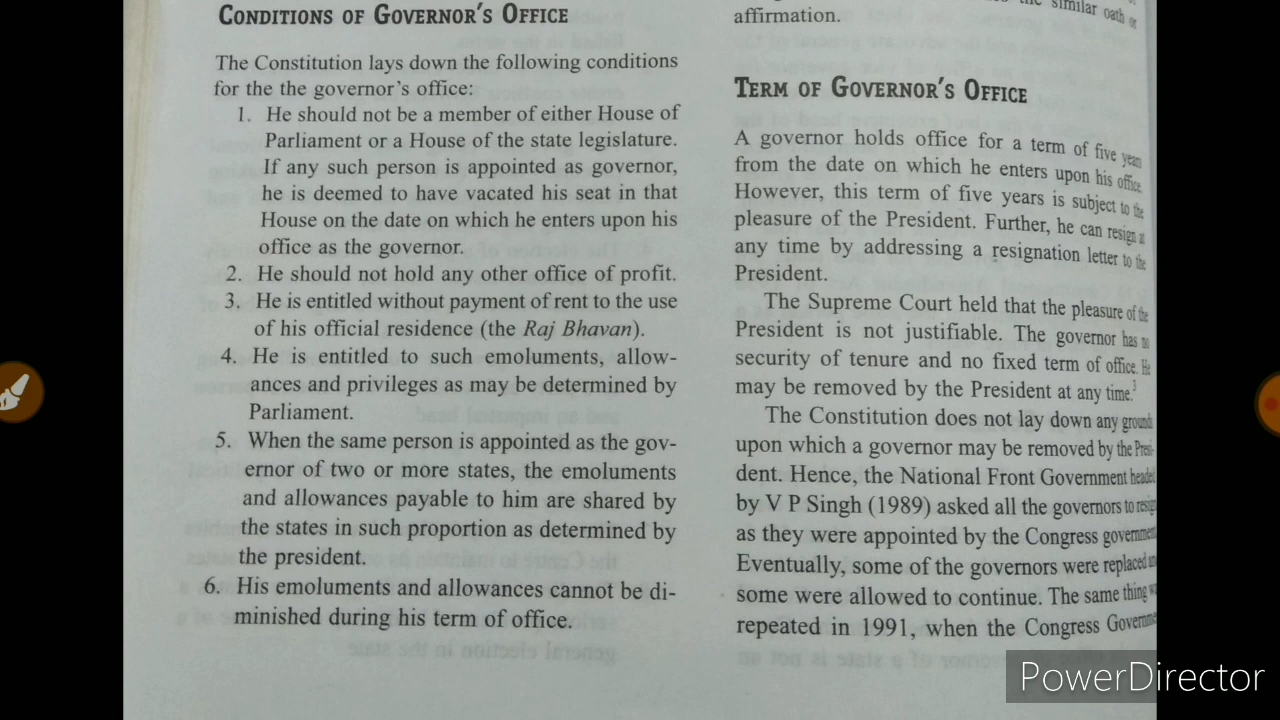 CONDITIONS OF GOVERNOR'S OFFICE
The Constitution lays down the following conditions
for the the governor's office:
1. He should not be a member of either House of
Parliament or a House of the state legislature.
If any such person is appointed as governor,
he is deemed to have vacated his seat in that
House on the date on which he enters upon his
office as the governor.
2. He should not hold any other office of profit.
3. He is entitled without payment of rent to the use
of his official residence (the Raj Bhavan).
4. He is entitled to such emoluments, allow-
ances and privileges as may be determined by
Parliament.
5. When the same person is appointed as the gov-
ernor of two or more states, the emoluments
and allowances payable to him are shared by
the states in such proportion as determined by
the president.
6. His emoluments and allowances cannot be di-
minished during his term of office.
similar oath or
affirmation.
TERM OF GOVERNOR'S OFFICE
A governor holds office for a term of five years
from the date on which he enters upon his office.
However, this term of five years is subject to the
pleasure of the President. Further, he can resign at
any time by addressing a resignation letter to the
President.
The Supreme Court held that the pleasure of the
President is not justifiable. The governor has no
security of tenure and no fixed term of office. He
may be removed by the President at any time.3
The Constitution does not lay down any grounds
upon which a governor may be removed by the Presi-
dent. Hence, the National Front Government headed
by V P Singh (1989) asked all the governors to resign
as they were appointed by the Congress government.
Eventually, some of the governors were replaced and
some were allowed to continue. The same thing was
repeated in 1991, when the Congress Government
PowerDirector